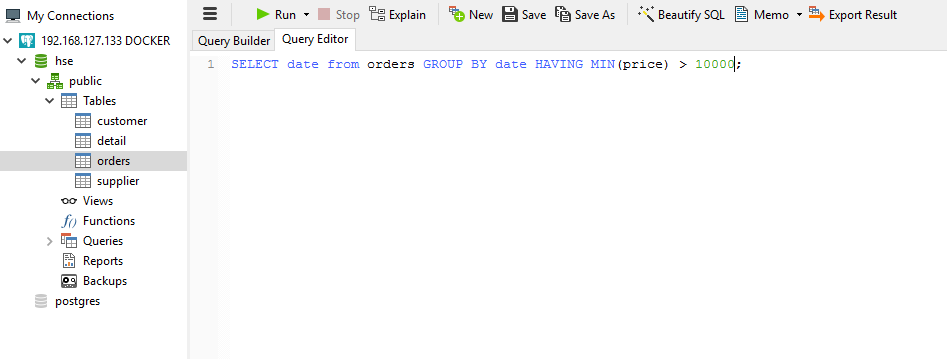 My Connections
192.168.127.133 DOCKER
hse
public
Tables
customer
detail
orders
supplier
Views
f() Functions
Queries
Reports
Backups
postgres
Run Stop Explain New Save Save As Beautify SQL Memo Export Result
Query Builder Query Editor
1 SELECT date from orders GROUP BY date HAVING MIN(price) > 10000;